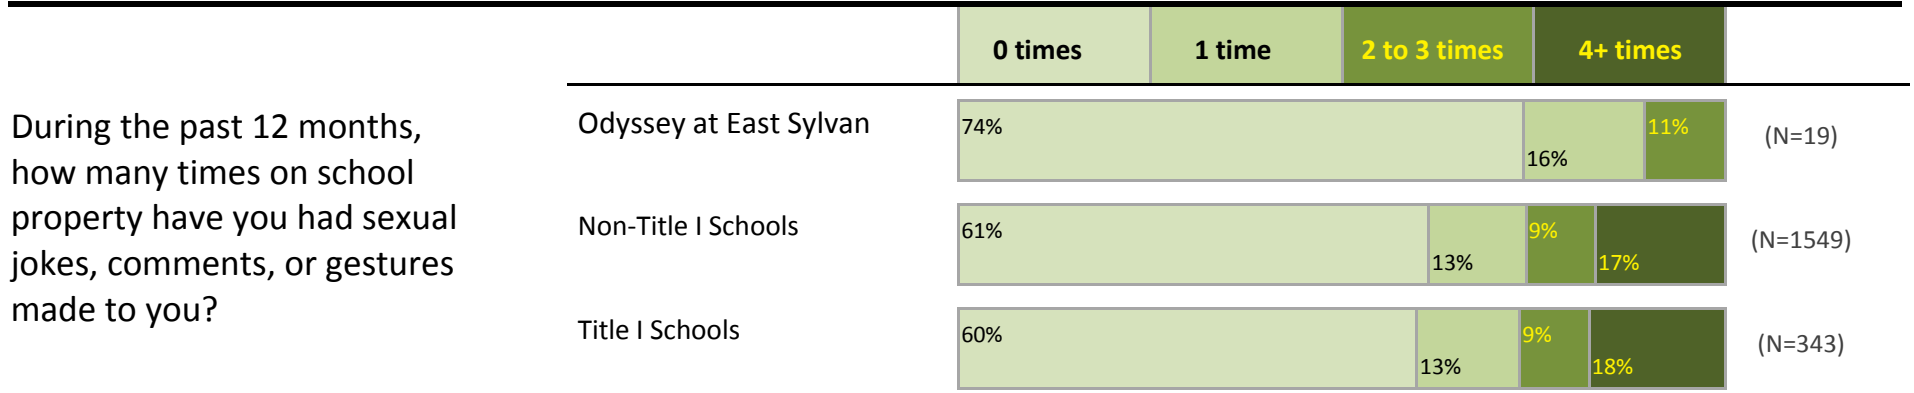 0 times 1 time 2 to 3 times 4+ times
During the past 12 months,
how many times on school
property have you had sexual
jokes, comments, or gestures
made to you?
Odyssey at East Sylvan 74% 16% 11% (N=19)
Non-Title I Schools 61% 13% 9% 17% (N=1549)
Title I Schools 60% 13% 9% 18% (N=343)